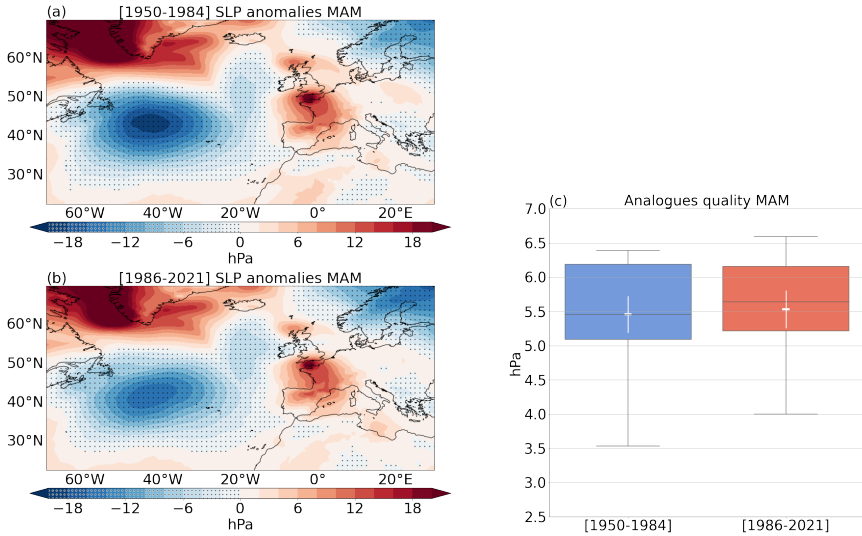 (a) [1950-1984] SLP anomalies MAM
60°N
50°N
40°N
30°N
60°W 40°W 20°W 0° 20°E
−18 −12 −6 0 6 12 18
hPa
(b) [1986-2021] SLP anomalies MAM
60°N
50°N
40°N
30°N
60°W 40°W 20°W 0° 20°E
−18 −12 −6 0 6 12 18
hPa
(c) Analogues quality MAM
7.0
6.5
6.0
5.5
5.0
4.5
4.0
3.5
3.0
2.5
hPa
[1950-1984] [1986-2021]